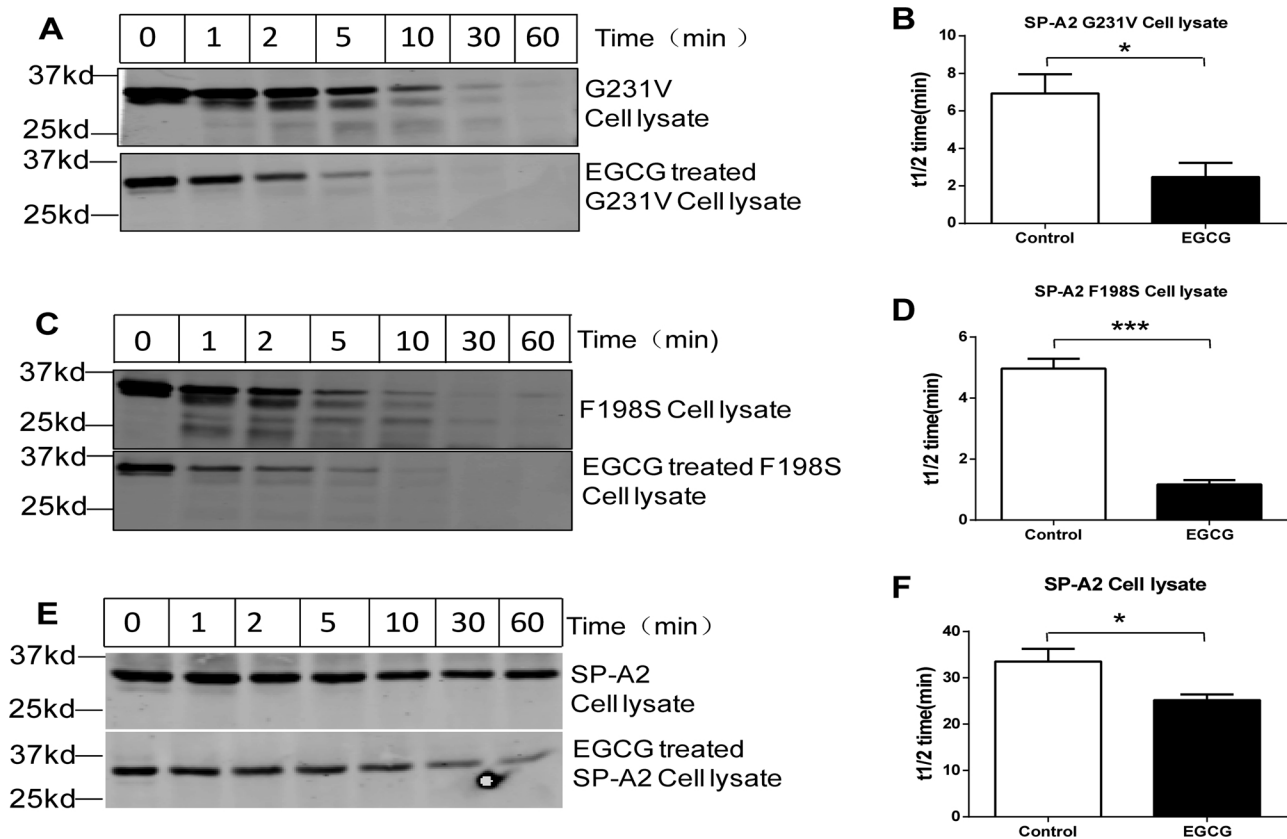 A
0 1 2 5 10 30 60 Time（min ）
37kd
25kd
G231V
Cell lysate
37kd
25kd
EGCG treated
G231V Cell lysate
B
SP-A2 G231V Cell lysate
*
t1/2 time(min)
10
8
6
4
2
0
Control EGCG
C
0 1 2 5 10 30 60 Time（min)
37kd
25kd
F198S Cell lysate
37kd
25kd
EGCG treated F198S
Cell lysate
D
SP-A2 F198S Cell lysate
***
t1/2 time(min)
6
4
2
0
Control EGCG
E
0 1 2 5 10 30 60 Time（min）
37kd
25kd
SP-A2
Cell lysate
37kd
25kd
EGCG treated
SP-A2 Cell lysate
F
SP-A2 Cell lysate
*
t1/2 time(min)
40
30
20
10
0
Control EGCG